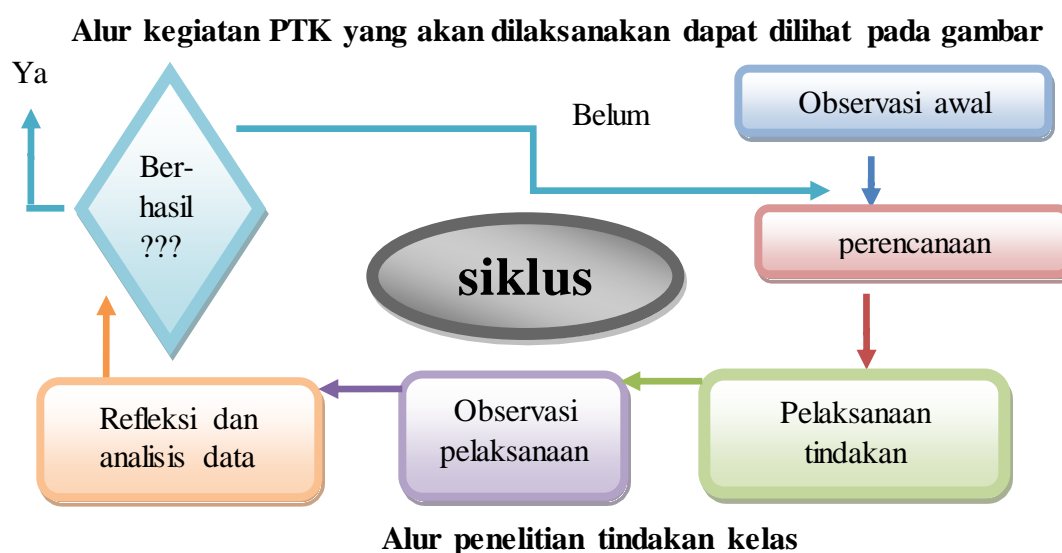 Alur kegiatan PTK yang akan dilaksanakan dapat dilihat pada gambar
Ya
Belum
Observasi awal
Ber-
hasil
???
perencanaan
siklus
Refleksi dan
analisis data
Observasi
pelaksanaan
Pelaksanaan
tindakan
Alur penelitian tindakan kelas